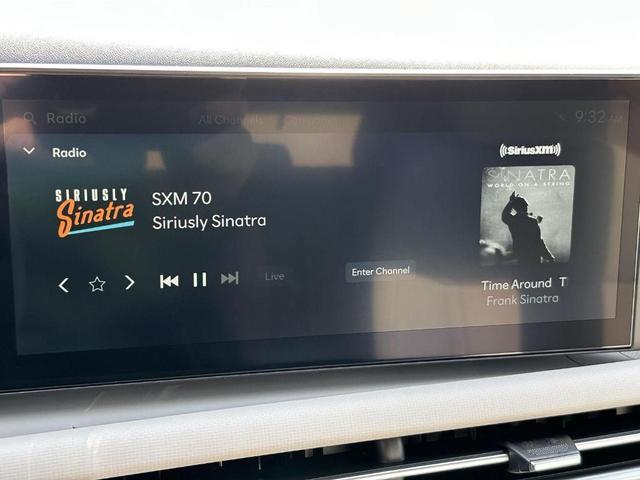 Radio
All Channels
9:32 AM
Radio
SiriusXM
SIRIUSLY
Sinatra
SXM 70
Siriusly Sinatra
SINATRA
WORLD ON A STRING
Live
Enter Channel
Time Around T
Frank Sinatra